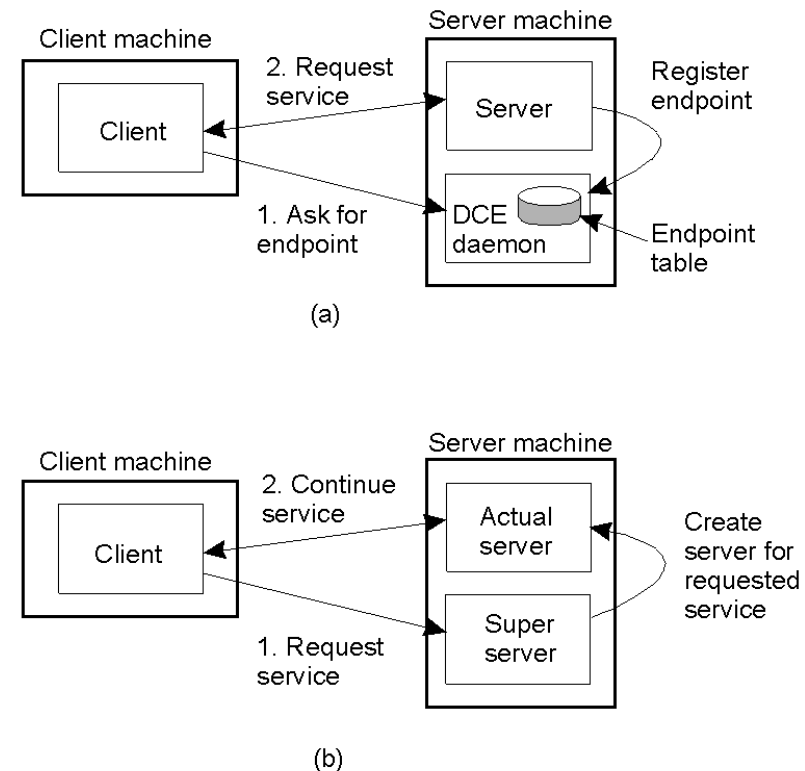 Client machine
Server machine
2. Request
service
Client
Server
Register
endpoint
1. Ask for
endpoint
DCE
daemon
Endpoint
table
(a)
Client machine
Server machine
2. Continue
service
Client
Actual
server
Create
server for
requested
service
1. Request
service
Super
server
(b)